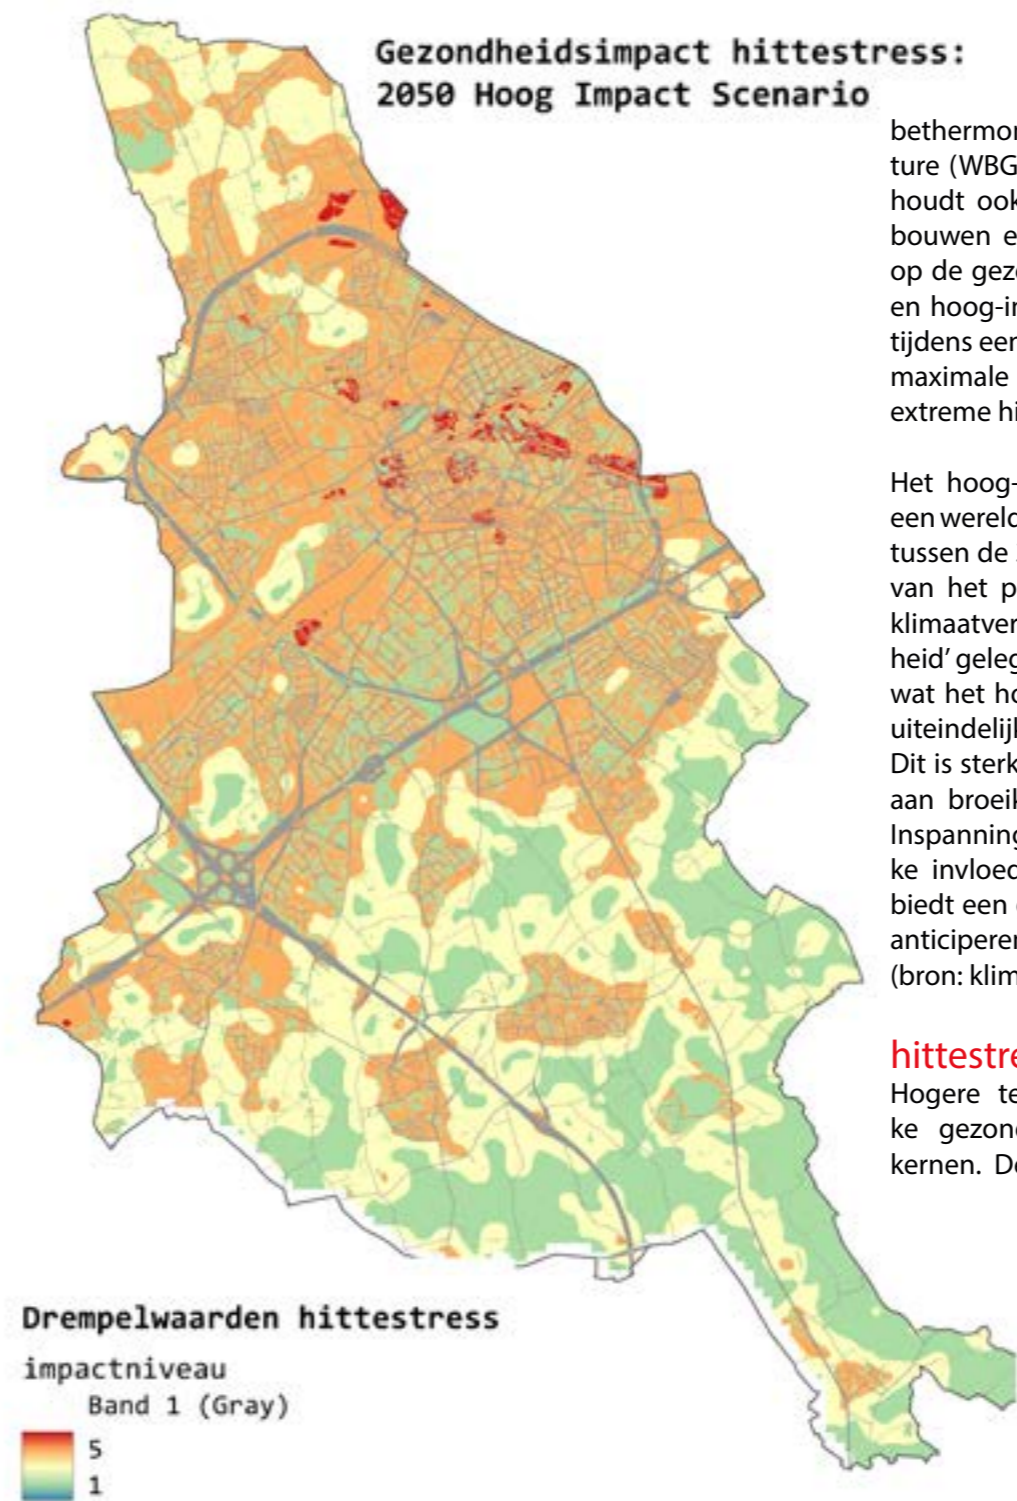 Gezondheidsimpact hittestress:
2050 Hoog Impact Scenario
bethermo
ture (WBG
houdt ook
bouwen e
op de gez
en hoog-i
tijdens een
maximale
extreme hi
Het hoog-
een wereld
tussen de
van het p
klimaatver
heid’ geleg
wat het ho
uiteindelijk
Dit is sterk
aan broeik
Inspanning
ke invloed
biedt een
anticiperen
(bron: klim
hittestre
Hogere te
ke gezon
kernen. De
Drempelwaarden hittestress
impactniveau
Band 1 (Gray)
5
1